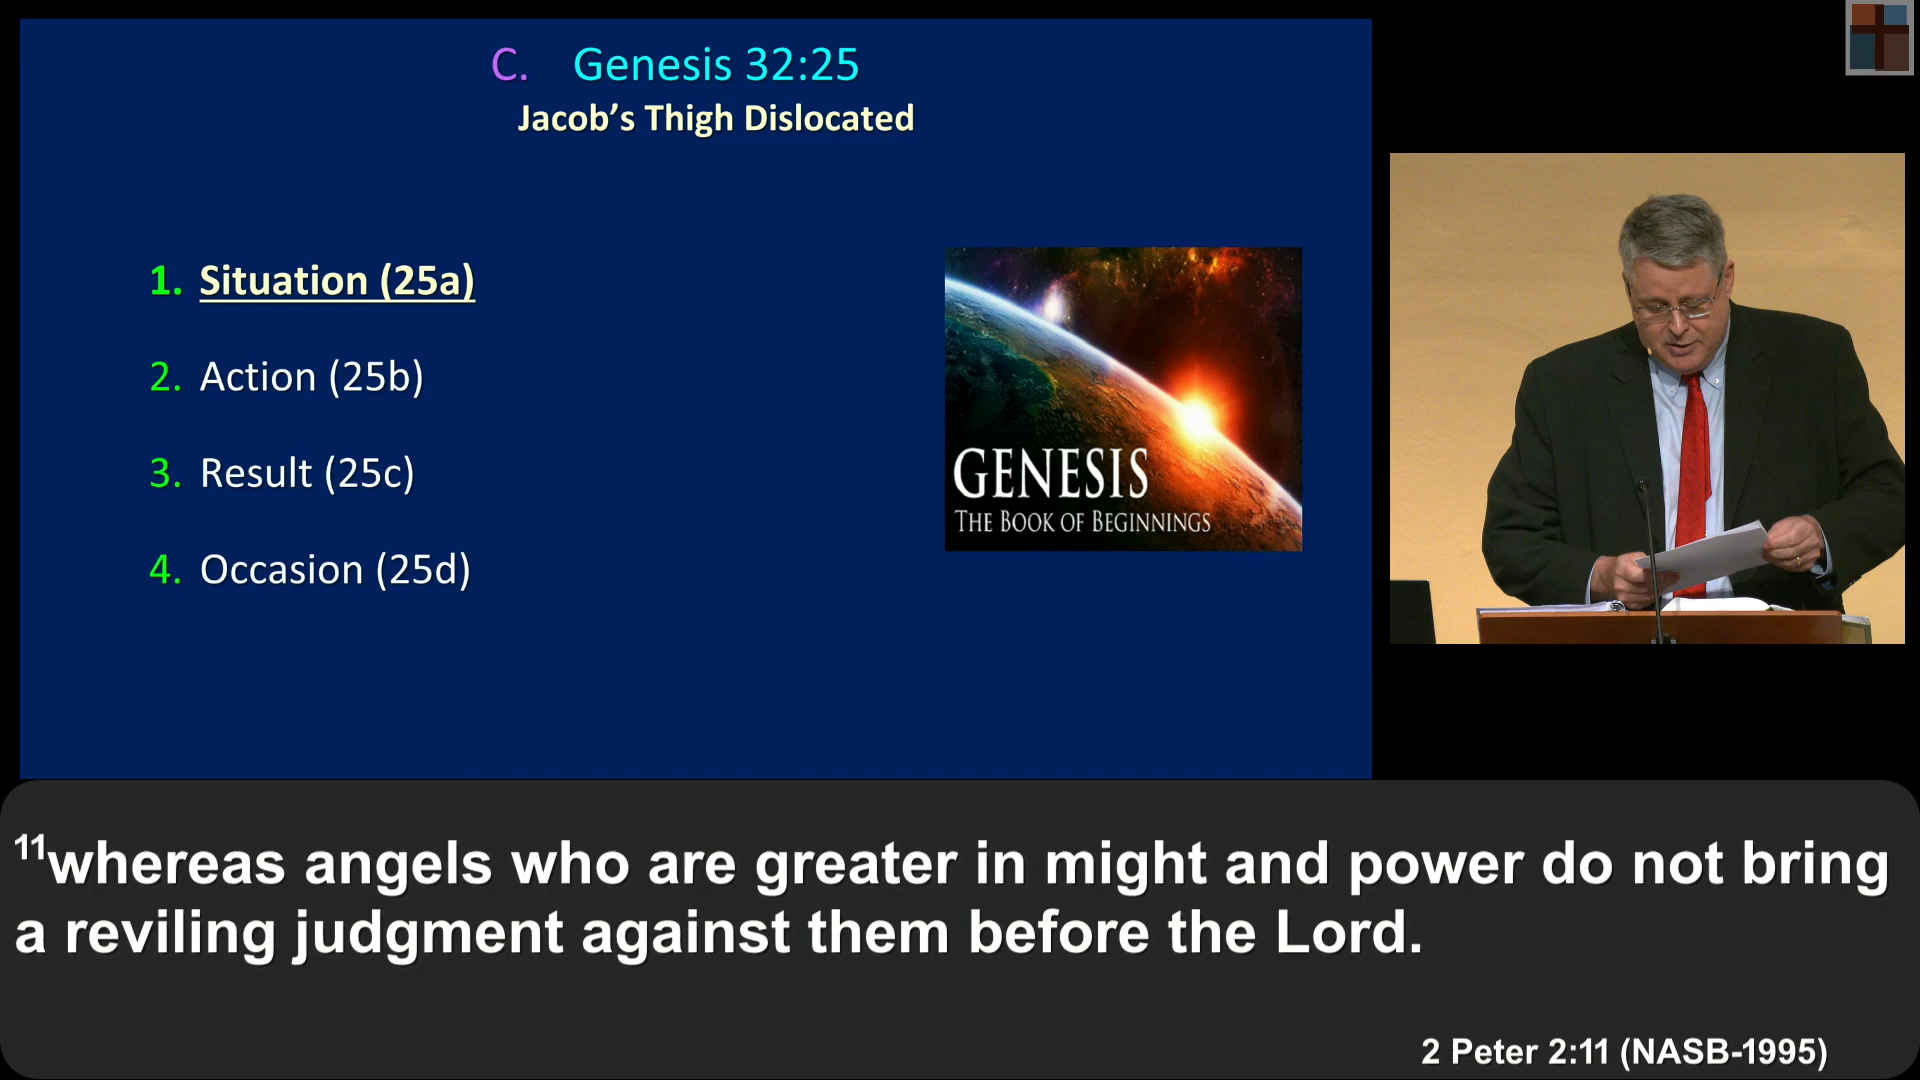 C. Genesis 32:25
Jacob’s Thigh Dislocated
1. Situation (25a)
2. Action (25b)
3. Result (25c)
4. Occasion (25d)
GENESIS
THE BOOK OF BEGINNINGS
11whereas angels who are greater in might and power do not bring
a reviling judgment against them before the Lord.
2 Peter 2:11 (NASB-1995)